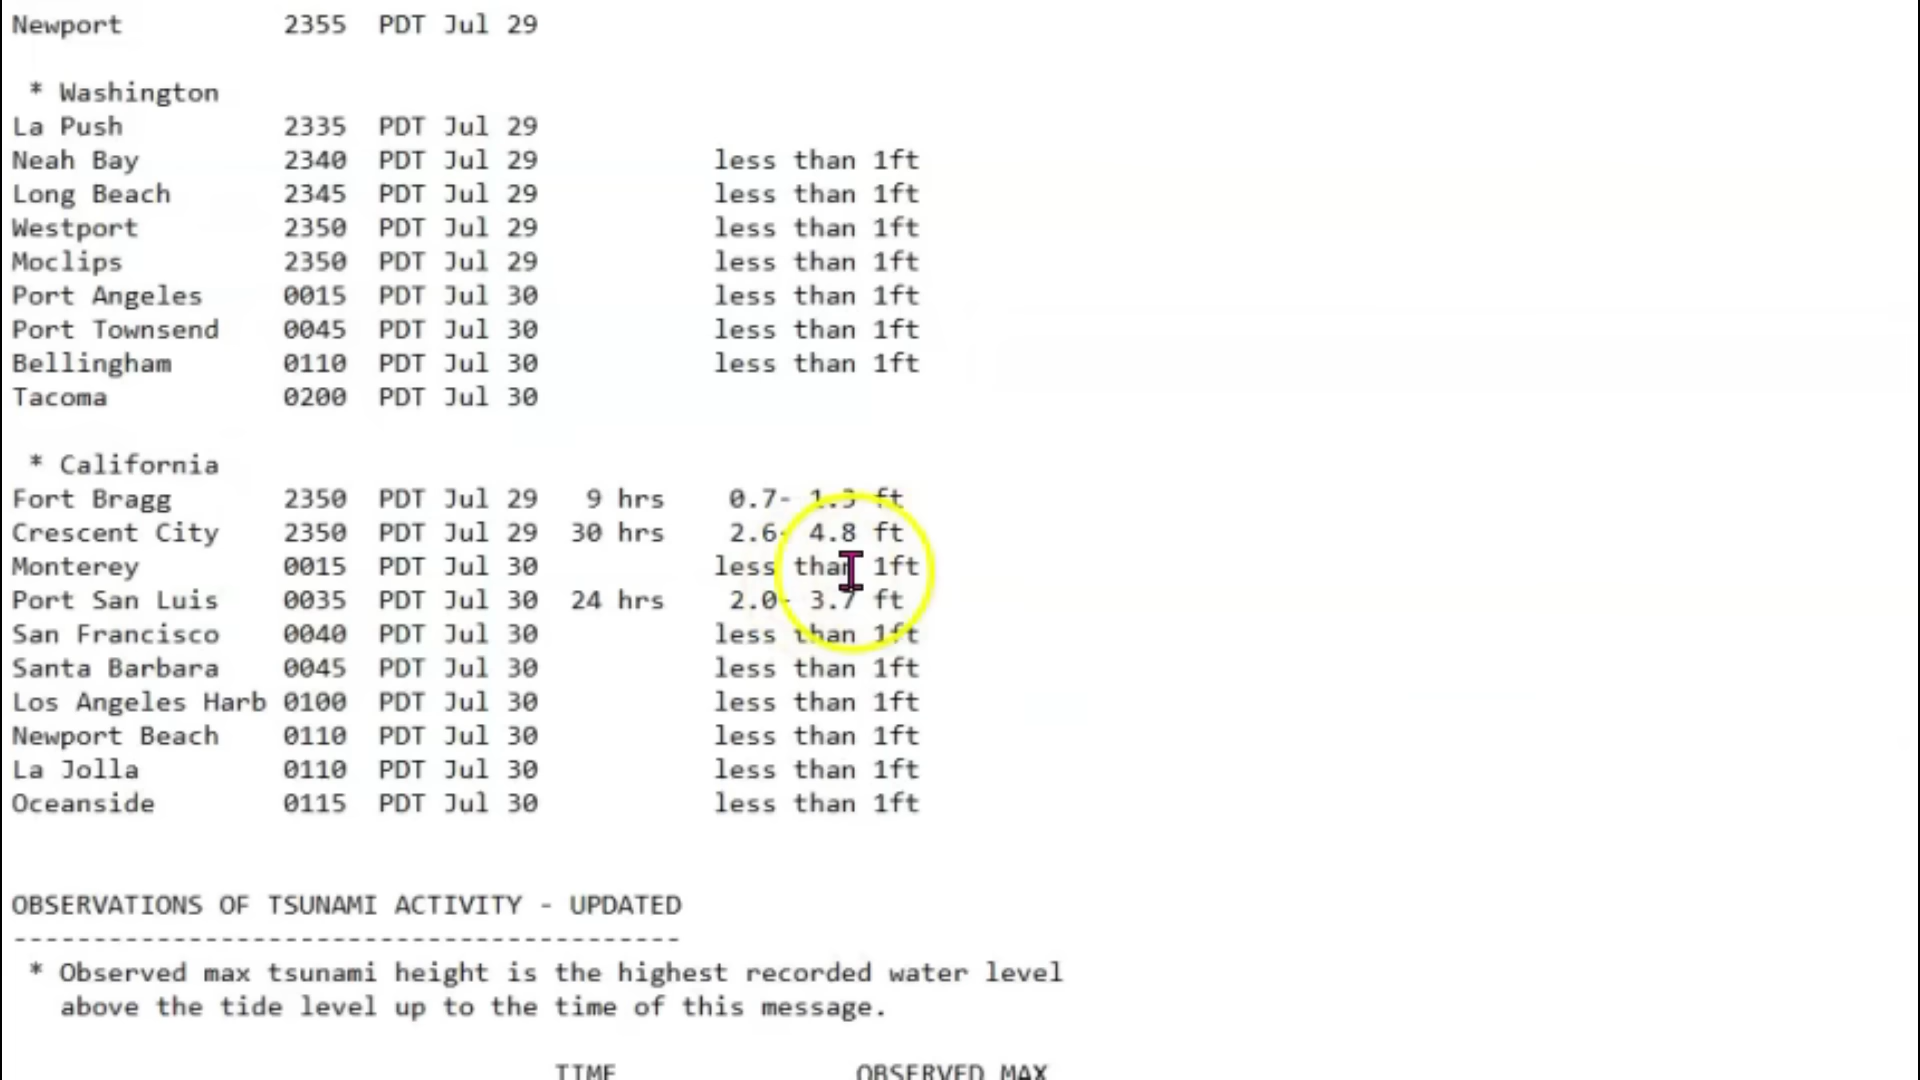 Newport 2355 PDT Jul 29
* Washington
La Push 2335 PDT Jul 29
Neah Bay 2340 PDT Jul 29 less than 1ft
Long Beach 2345 PDT Jul 29 less than 1ft
Westport 2350 PDT Jul 29 less than 1ft
Moclips 2350 PDT Jul 29 less than 1ft
Port Angeles 0015 PDT Jul 30 less than 1ft
Port Townsend 0045 PDT Jul 30 less than 1ft
Bellingham 0110 PDT Jul 30 less than 1ft
Tacoma 0200 PDT Jul 30
* California
Fort Bragg 2350 PDT Jul 29 9 hrs 0.7- 1.3 ft
Crescent City 2350 PDT Jul 29 30 hrs 2.6- 4.8 ft
Monterey 0015 PDT Jul 30 less than 1ft
Port San Luis 0035 PDT Jul 30 24 hrs 2.0- 3.7 ft
San Francisco 0040 PDT Jul 30 less than 1ft
Santa Barbara 0045 PDT Jul 30 less than 1ft
Los Angeles Harb 0100 PDT Jul 30 less than 1ft
Newport Beach 0110 PDT Jul 30 less than 1ft
La Jolla 0110 PDT Jul 30 less than 1ft
Oceanside 0115 PDT Jul 30 less than 1ft
OBSERVATIONS OF TSUNAMI ACTIVITY - UPDATED
------------------------------------------
* Observed max tsunami height is the highest recorded water level
above the tide level up to the time of this message.
TIME OBSERVED MAX